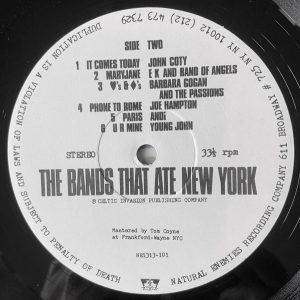 SIDE TWO
1 IT COMES TODAY JOHN COTY
2 MARYJANE E K AND BAND OF ANGELS
3 ♥'s & ♦'s BARBARA GOGAN
AND THE PASSIONS
4 PHONE TO BOME JOE HAMPTON
5 PARIS ANDi
6 U R MINE YOUNG JOHN
STEREO 33⅓ rpm
THE BANDS THAT ATE NEW YORK
℗ CELTIC INVASION PUBLISHING COMPANY
Mastered by Tom Coyne
at Frankford-Wayne NYC
NE1313-101
DUPLICATION IS A VIOLATION OF LAWS AND SUBJECT TO PENALTY OF DEATH
NATURAL ENEMIES RECORDING COMPANY 611 BROADWAY # 725 NY NY 10012 (212) 473 7329